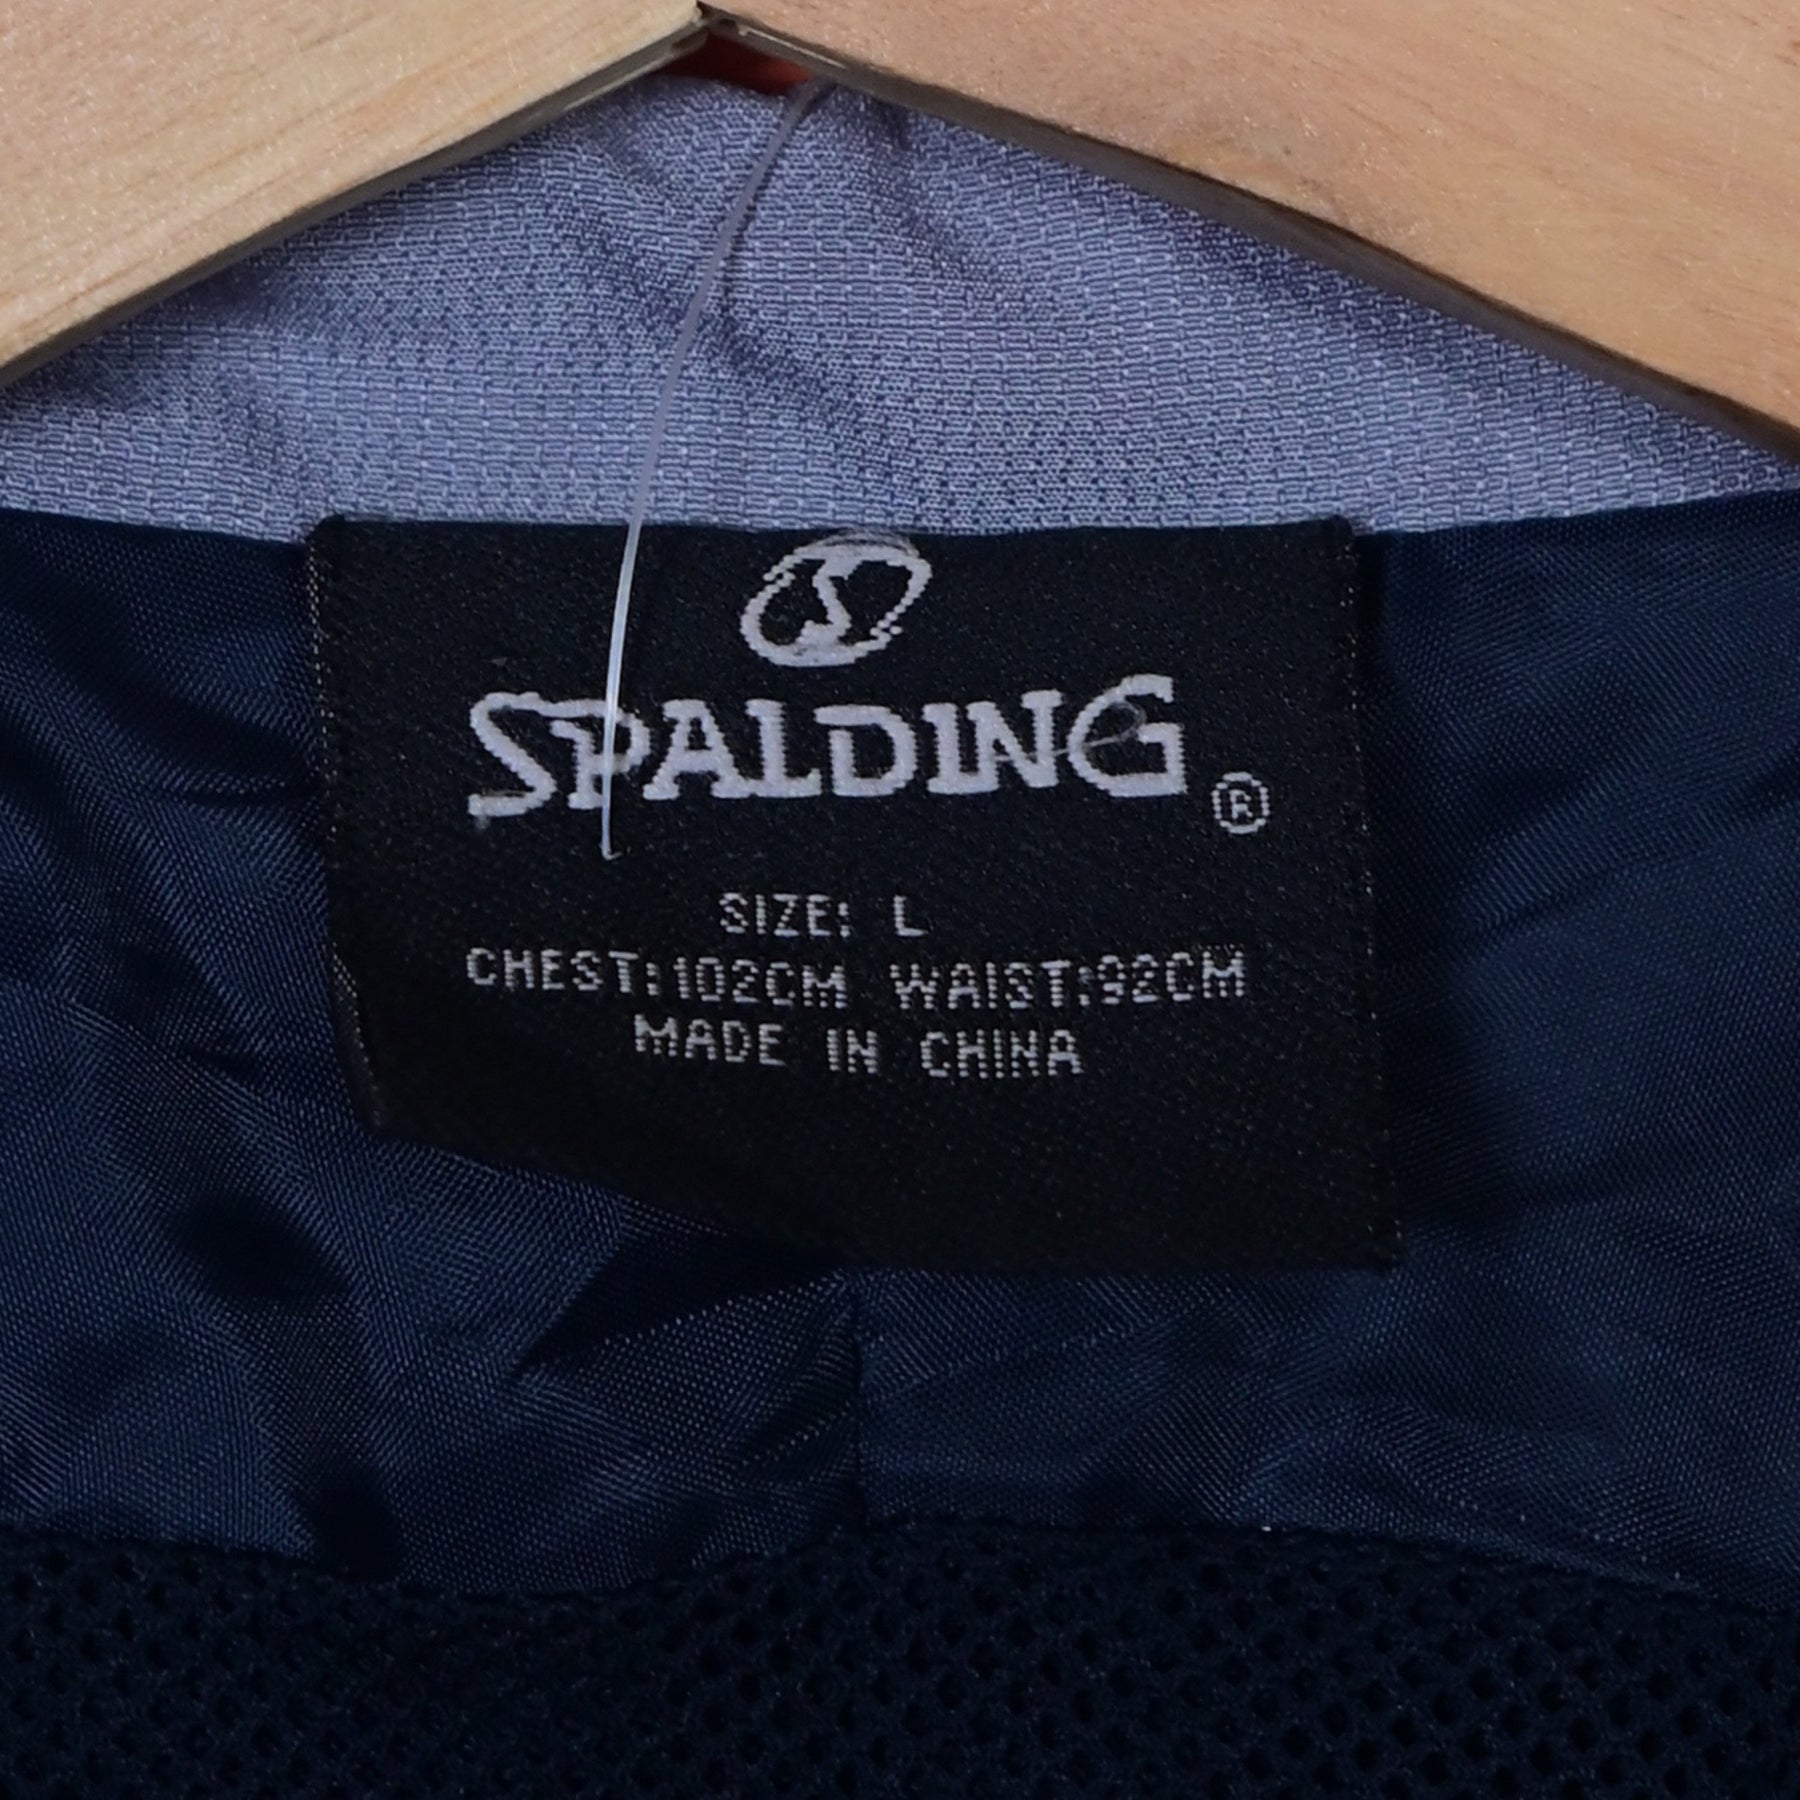 S
SPALDING ®
SIZE: L
CHEST:102CM WAIST:92CM
MADE IN CHINA